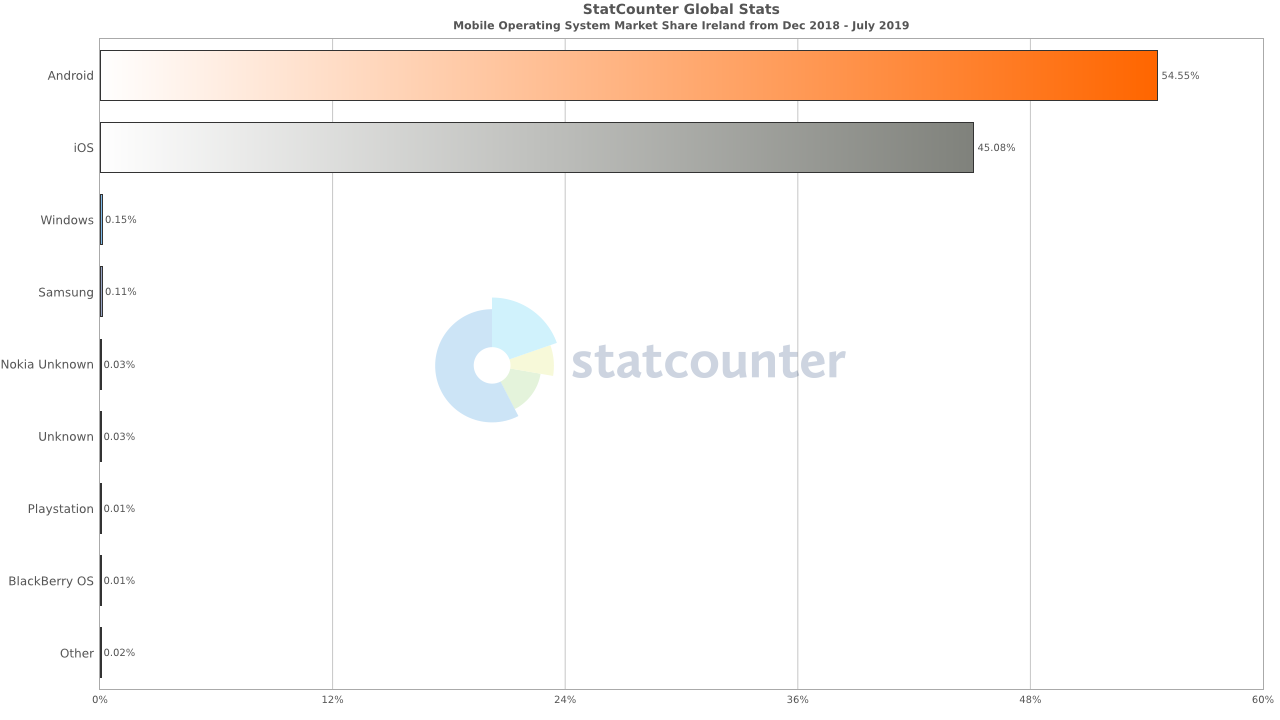 StatCounter Global Stats
Mobile Operating System Market Share Ireland from Dec 2018 - July 2019
Android 54.55%
iOS 45.08%
Windows 0.15%
Samsung 0.11%
Nokia Unknown 0.03%
statcounter
Unknown 0.03%
Playstation 0.01%
BlackBerry OS 0.01%
Other 0.02%
0% 12% 24% 36% 48% 60%